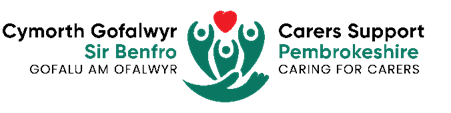 Cymorth Gofalwyr
Sir Benfro
GOFALU AM OFALWYR
Carers Support
Pembrokeshire
CARING FOR CARERS